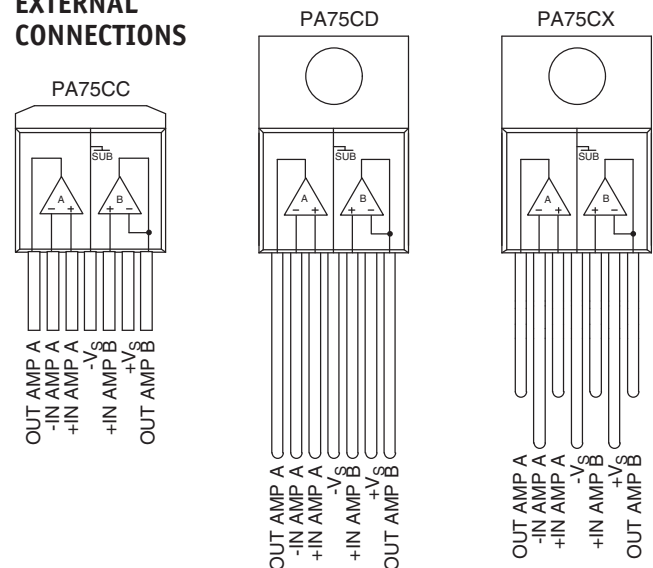 EXTERNAL
CONNECTIONS
PA75CC
SUB
A
B
- +
+ -
OUT AMP A
-IN AMP A
+IN AMP A
-VS
+IN AMP B
+VS
OUT AMP B
PA75CD
SUB
A
B
- +
+ -
OUT AMP A
-IN AMP A
+IN AMP A
-VS
+IN AMP B
+VS
OUT AMP B
PA75CX
SUB
A
B
- +
+ -
OUT AMP A
-IN AMP A
+IN AMP A
-VS
+IN AMP B
+VS
OUT AMP B